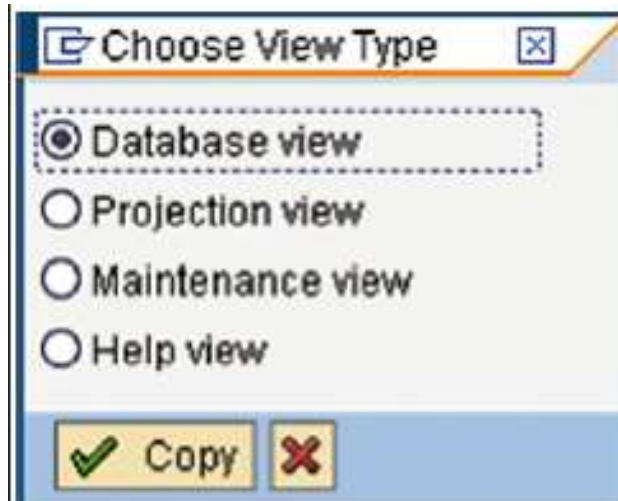 Choose View Type
Database view
Projection view
Maintenance view
Help view
Copy